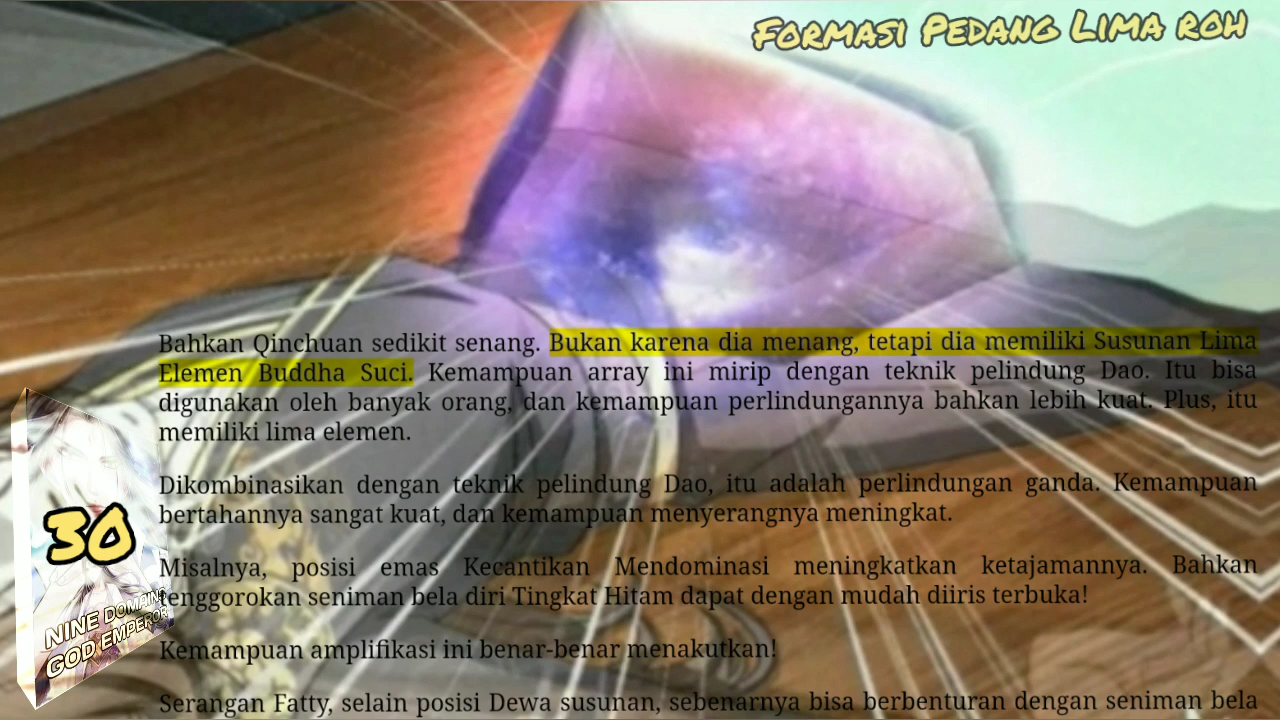 Formasi Pedang Lima roh
Bahkan Qinchuan sedikit senang. Bukan karena dia menang, tetapi dia memiliki Susunan Lima
Elemen Buddha Suci. Kemampuan array ini mirip dengan teknik pelindung Dao. Itu bisa
digunakan oleh banyak orang, dan kemampuan perlindungannya bahkan lebih kuat. Plus, itu
memiliki lima elemen.
Dikombinasikan dengan teknik pelindung Dao, itu adalah perlindungan ganda. Kemampuan
bertahannya sangat kuat, dan kemampuan menyerangnya meningkat.
Misalnya, posisi emas Kecantikan Mendominasi meningkatkan ketajamannya. Bahkan
tenggorokan seniman bela diri Tingkat Hitam dapat dengan mudah diiris terbuka!
Kemampuan amplifikasi ini benar-benar menakutkan!
Serangan Fatty, selain posisi Dewa susunan, sebenarnya bisa berbenturan dengan seniman bela
30
NINE DOMAINS
GOD EMPEROR